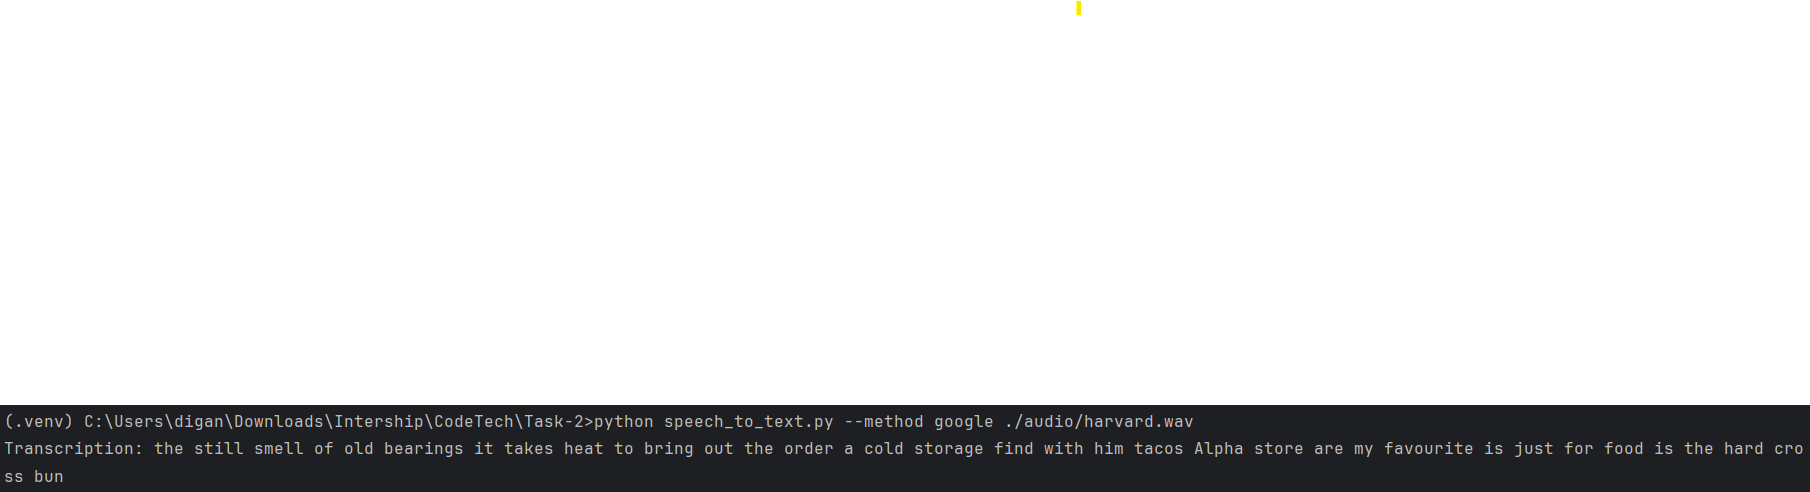 (.venv) C:\Users\digan\Downloads\Intership\CodeTech\Task-2>python speech_to_text.py --method google ./audio/harvard.wav
Transcription: the still smell of old bearings it takes heat to bring out the order a cold storage find with him tacos Alpha store are my favourite is just for food is the hard cro
ss bun